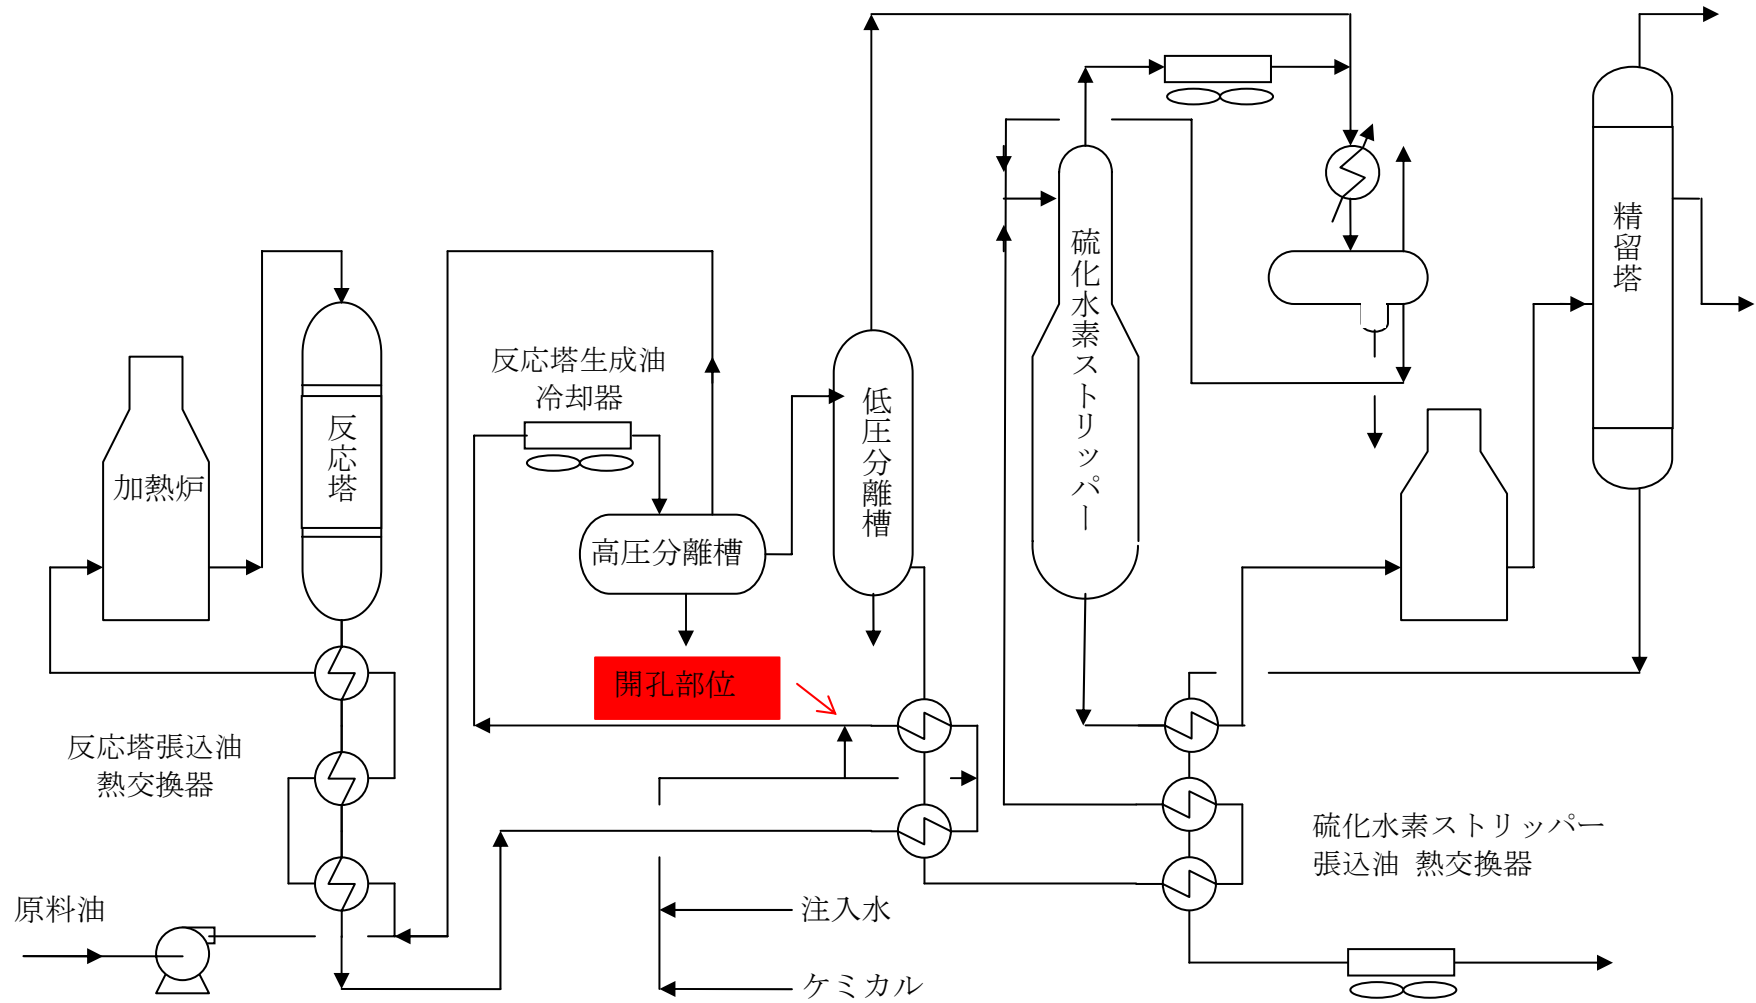 精留塔
硫化水素ストリッパー
反応塔生成油
冷却器
低圧分離槽
反応塔
加熱炉
高圧分離槽
開孔部位
反応塔張込油
熱交換器
硫化水素ストリッパー
張込油 熱交換器
原料油
注入水
ケミカル